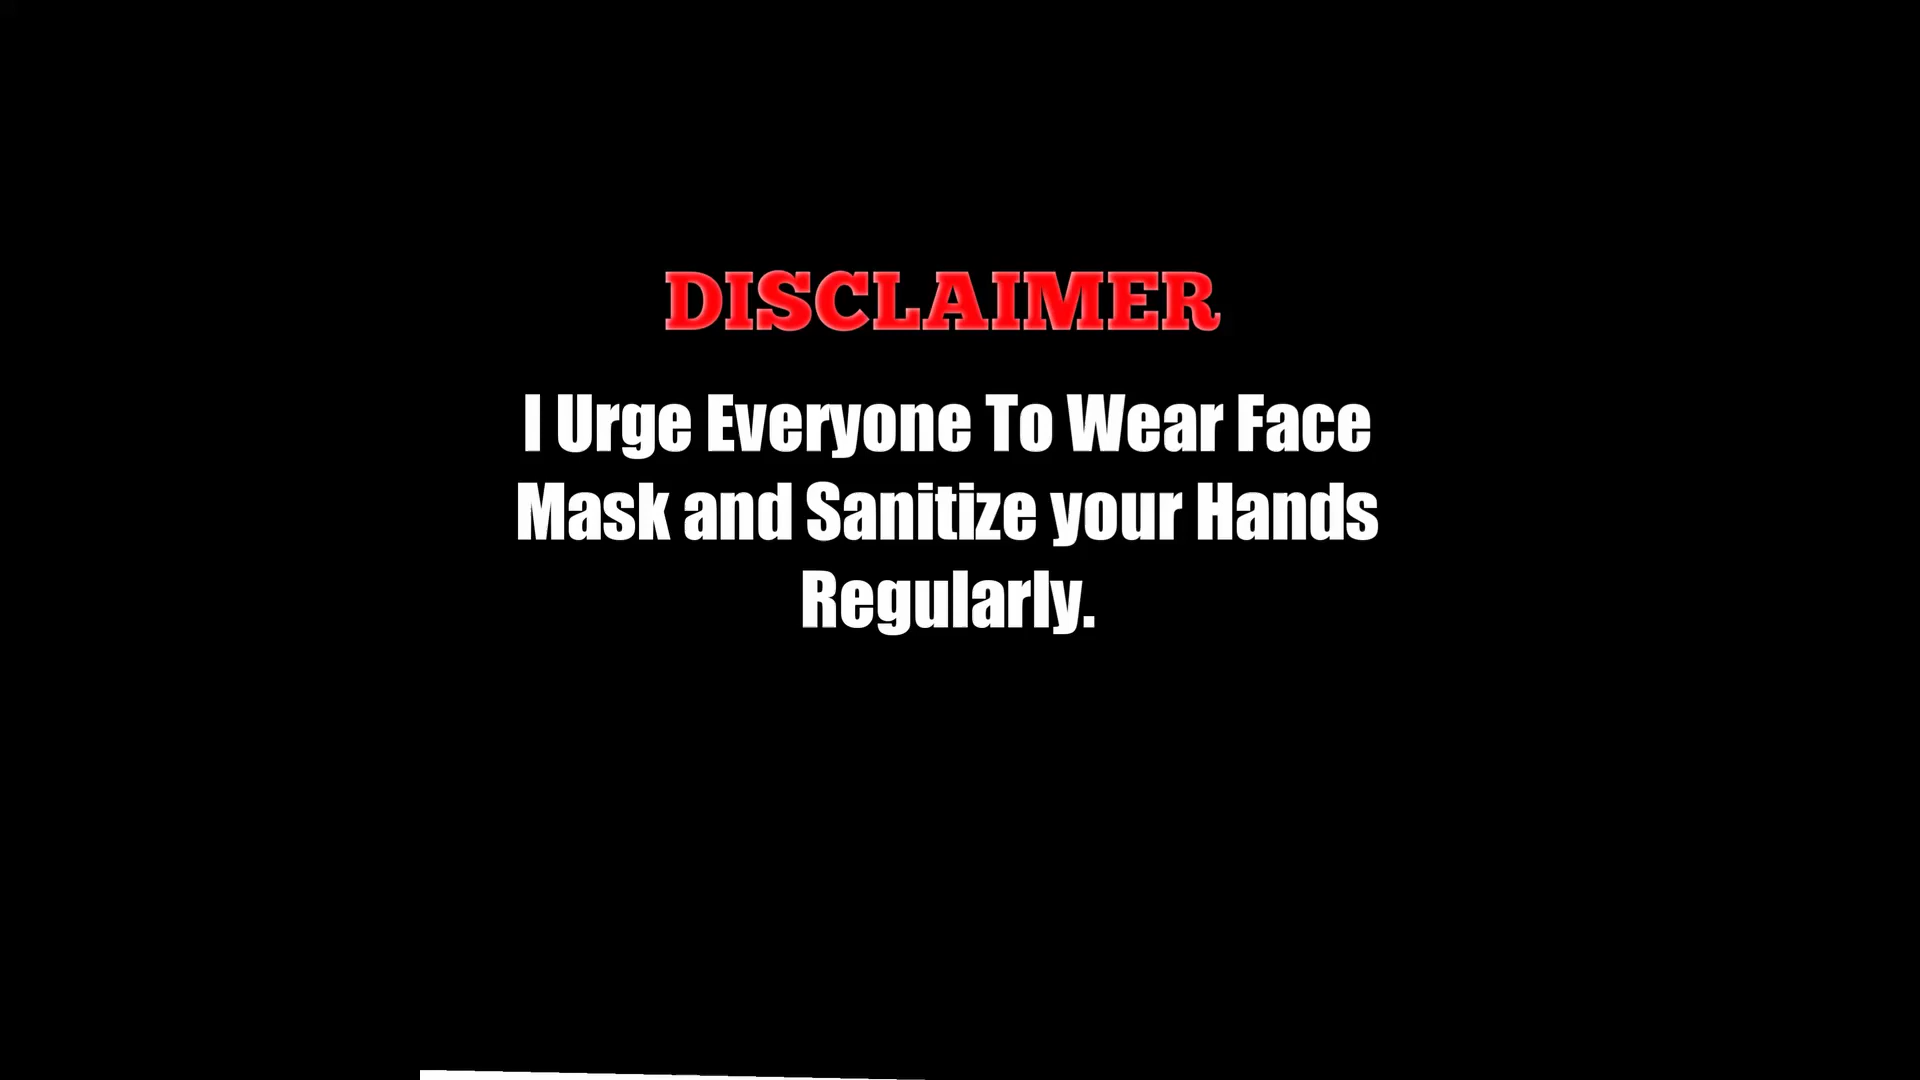 DISCLAIMER
I Urge Everyone To Wear Face
Mask and Sanitize your Hands
Regularly.